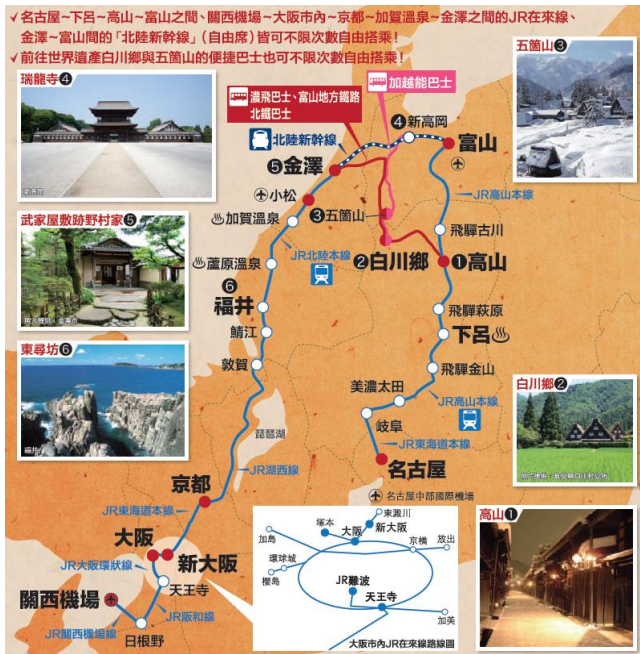 ✓名古屋~下呂~高山~富山之間、關西機場~大阪市內~京都~加賀溫泉~金澤之間的JR在來線、
金澤~富山間的「北陸新幹線」(自由席)皆可不限次數自由搭乘!
✓前往世界遺產白川鄉與五箇山的便捷巴士也可不限次數自由搭乘!
瑞龍寺❹
濃飛巴士、富山地方鐵路
北鐵巴士
加越能巴士
五箇山❸
北陸新幹線
❹新高岡
富山
❺金澤
小松
JR高山本線
武家屋敷跡野村家❺
加賀溫泉
❸五箇山
飛驒古川
JR北陸本線
❷白川鄉
❶高山
蘆原溫泉
❻
福井
飛驒萩原
鯖江
下呂
東尋坊❻
敦賀
飛驒金山
美濃太田
JR高山本線
白川鄉❷
岐阜
琵琶湖
JR東海道本線
福井
JR湖西線
名古屋
京都
名古屋中部國際機場
JR東海道本線
高山❶
大阪
新大阪
JR大阪環狀線
天王寺
關西機場
JR阪和線
JR關西機場線
日根野
東澱川
塚本
新大阪
加島
大阪
京橋
放出
環球城
櫻島
JR難波
天王寺
加美
大阪市內JR在來線路線圖